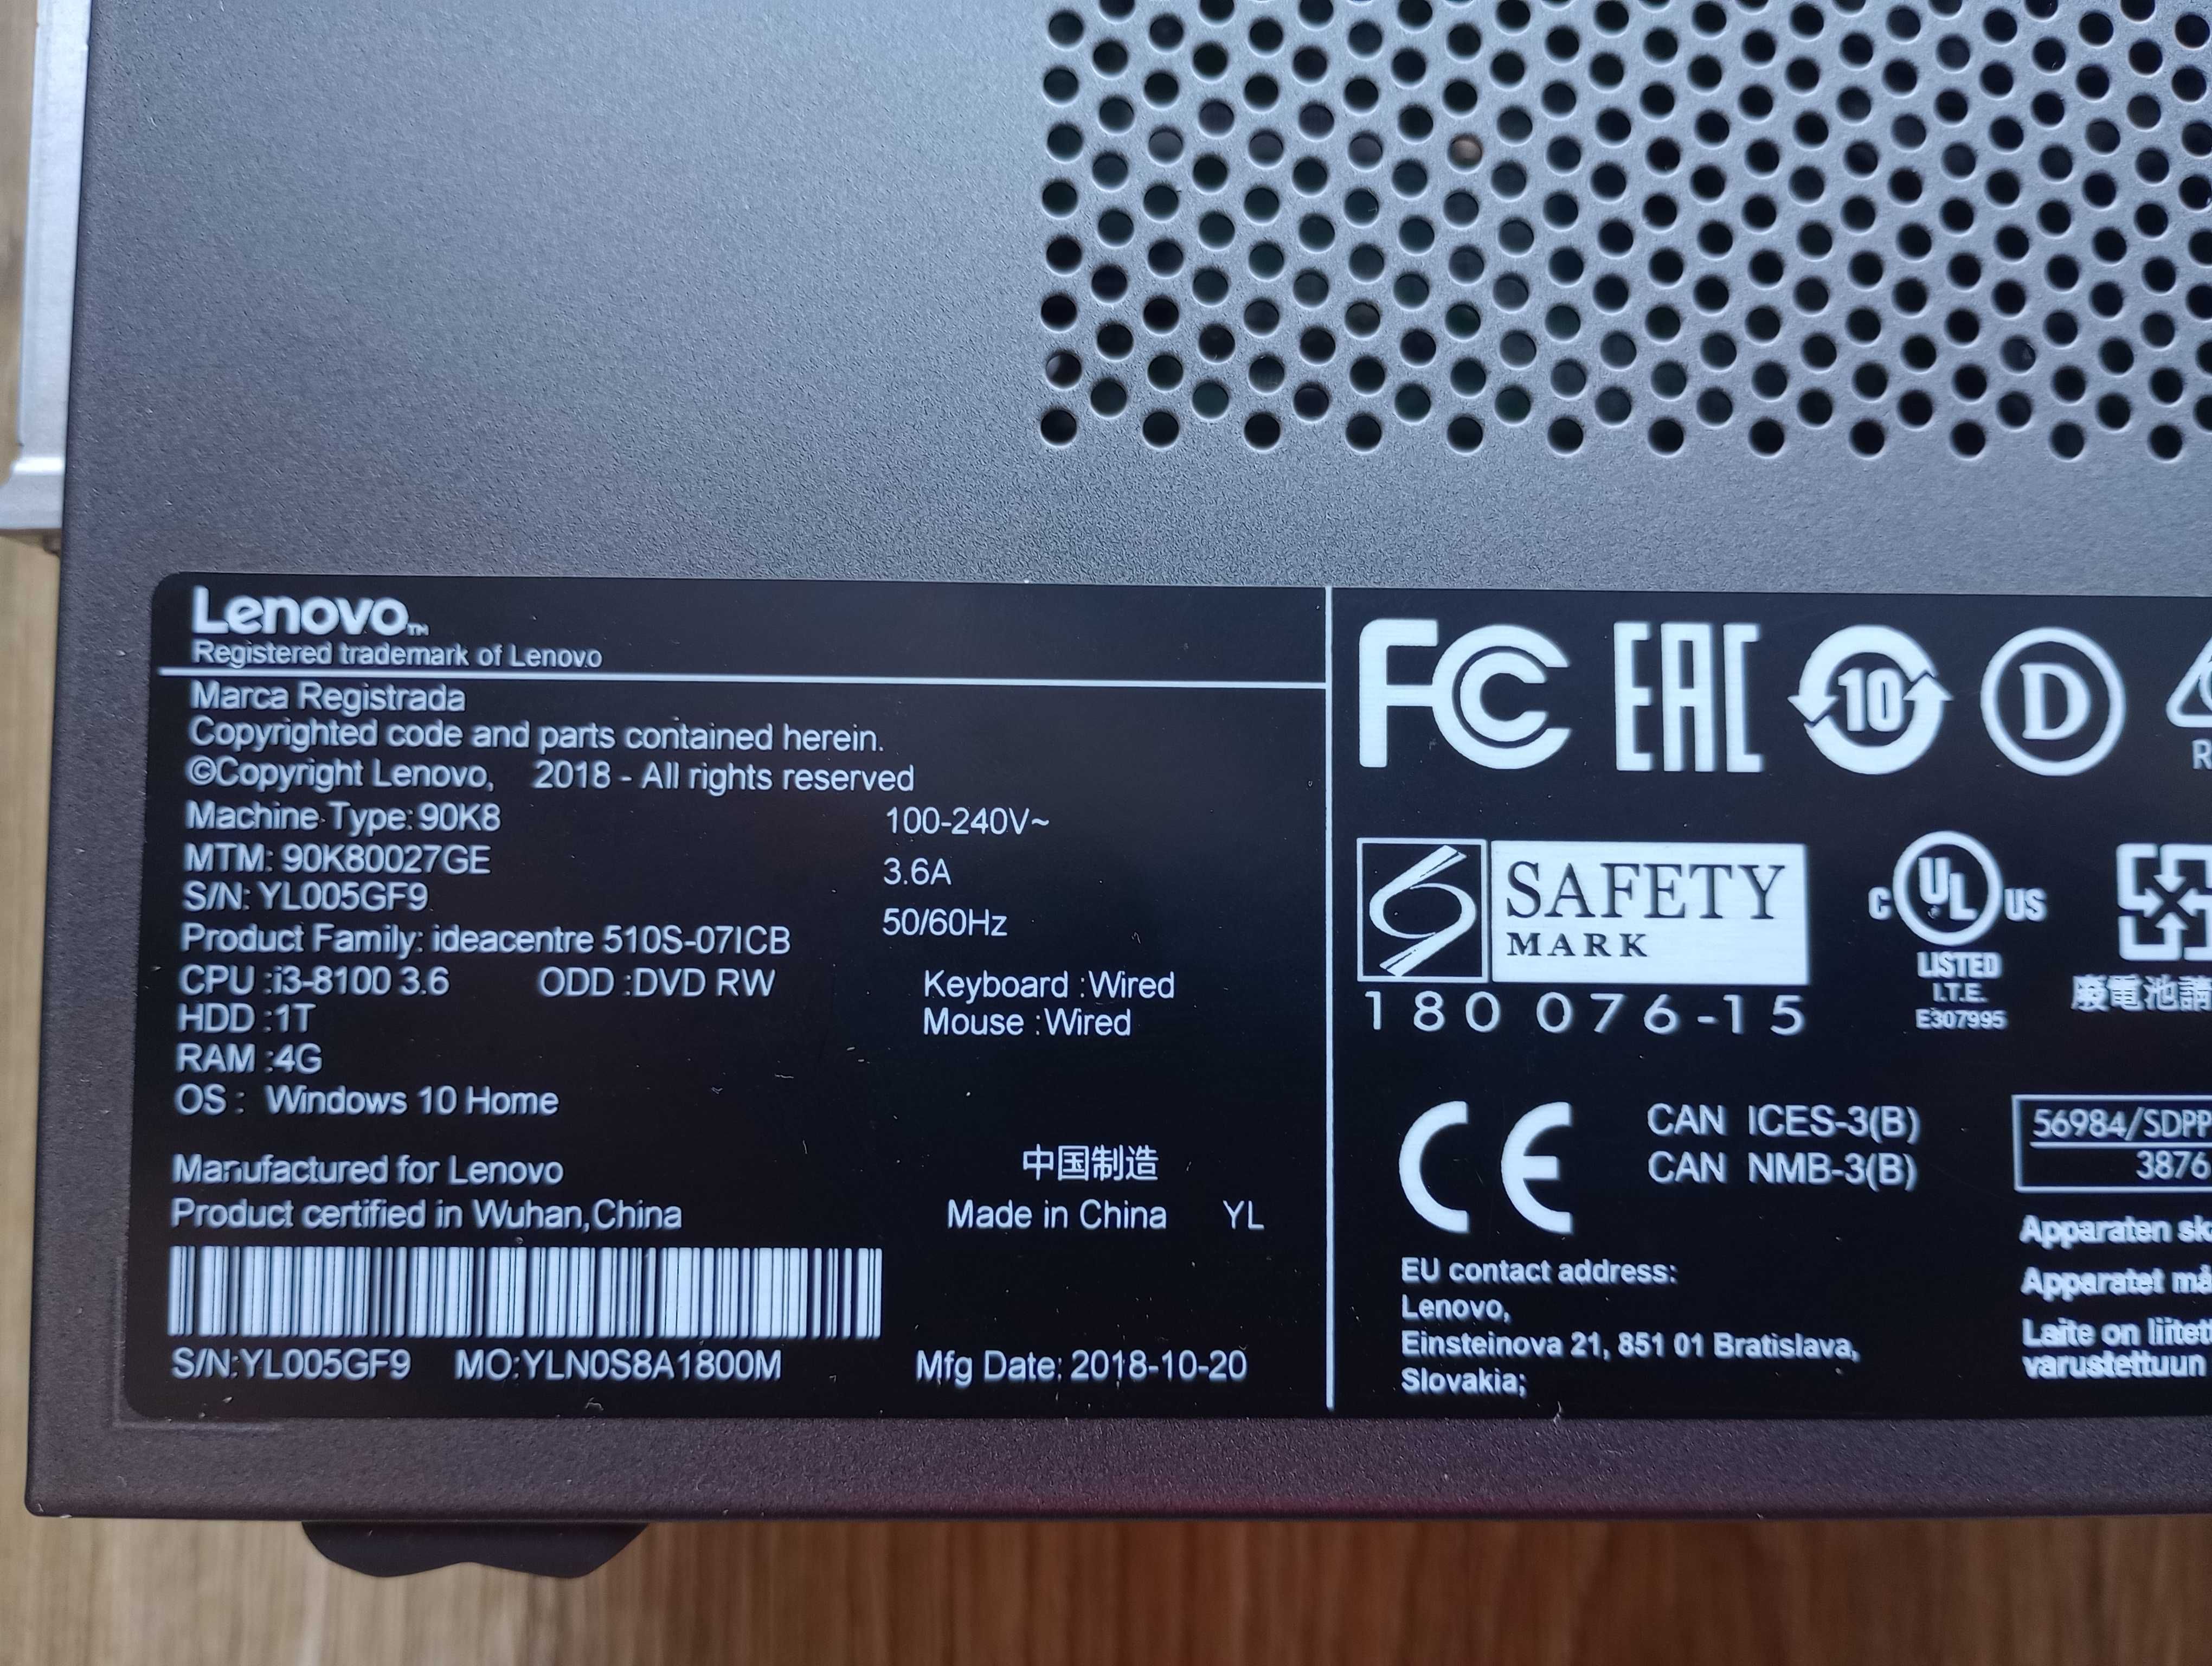 Lenovo™
Registered trademark of Lenovo
Marca Registrada
Copyrighted code and parts contained herein.
©Copyright Lenovo, 2018 - All rights reserved
Machine Type: 90K8
MTM: 90K80027GE
S/N: YL005GF9
Product Family: ideacentre 510S-07ICB
CPU :i3-8100 3.6 ODD :DVD RW
HDD :1T
RAM :4G
OS : Windows 10 Home
100-240V~
3.6A
50/60Hz
Keyboard :Wired
Mouse :Wired
Manufactured for Lenovo
Product certified in Wuhan,China
中国制造
Made in China YL
S/N:YL005GF9 MO:YLN0S8A1800M Mfg Date: 2018-10-20
FC EAC 10 D
SAFETY
MARK
180 076-15
C UL US
LISTED
I.T.E.
E307995
廢電池請
CE
CAN ICES-3(B)
CAN NMB-3(B)
56984/SDPP
3876
EU contact address:
Lenovo,
Einsteinova 21, 851 01 Bratislava,
Slovakia;
Apparaten
Apparatet
Laite on
varustettuun